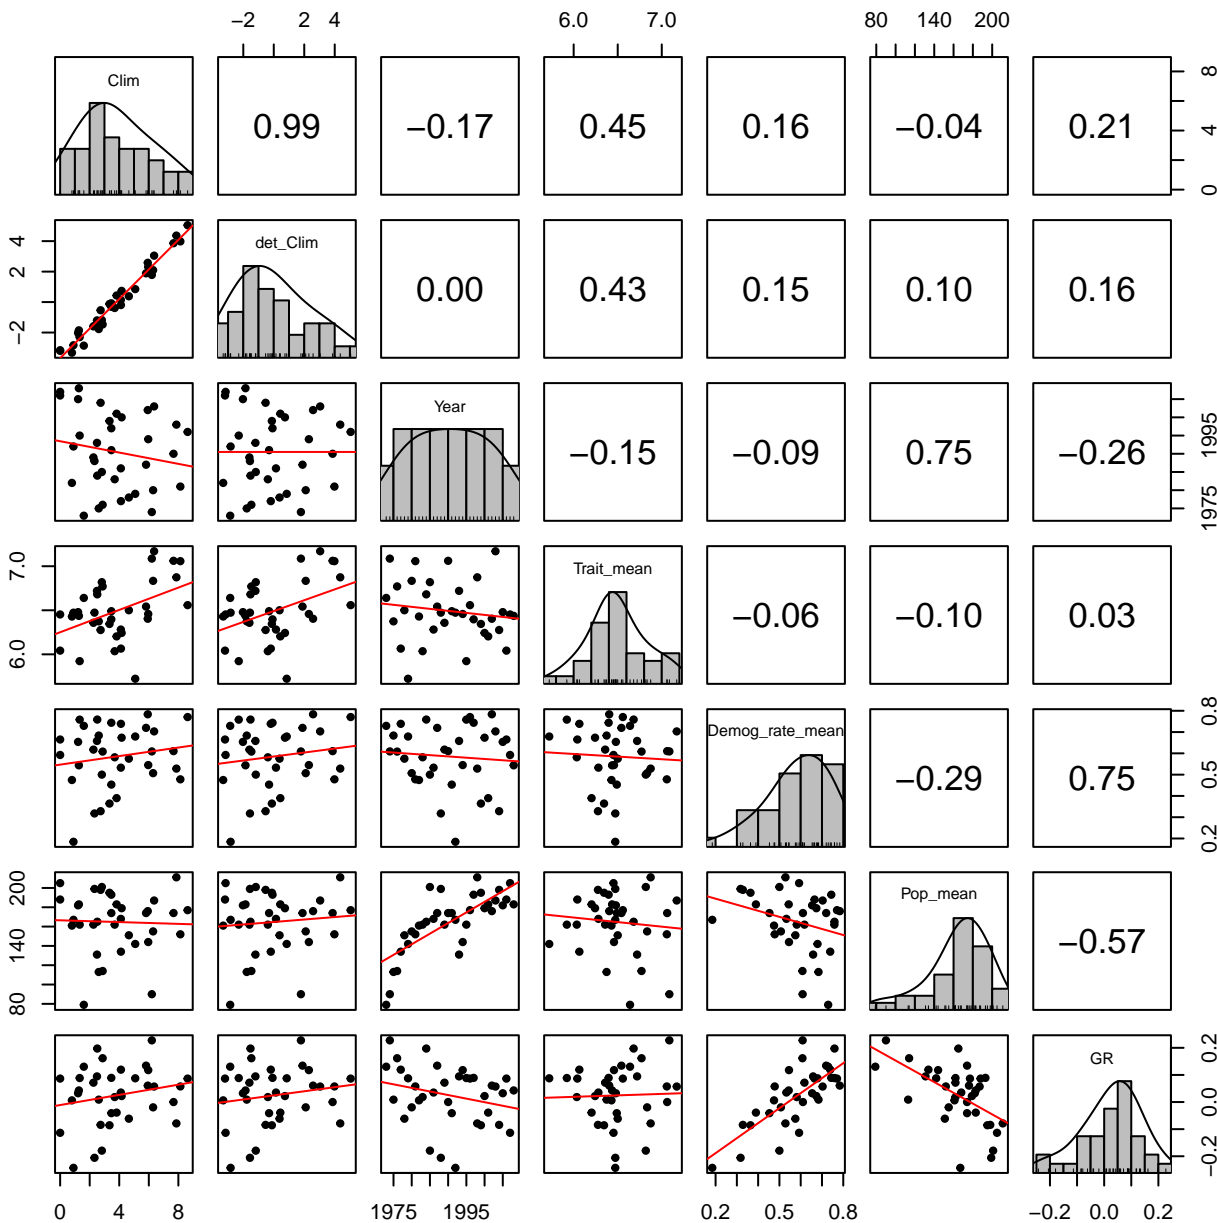 −2 2 4 6.0 7.0 80 140 200
Clim 0.99 −0.17 0.45 0.16 −0.04 0.21
0 4 8
det_Clim 0.00 0.43 0.15 0.10 0.16
−2 2 4
Year −0.15 −0.09 0.75 −0.26
1975 1995
Trait_mean −0.06 −0.10 0.03
6.0 7.0
Demog_rate_mean −0.29 0.75
0.2 0.5 0.8
Pop_mean −0.57
80 140 200
GR
−0.2 0.0 0.2
0 4 8 1975 1995 0.2 0.5 0.8 −0.2 0.0 0.2